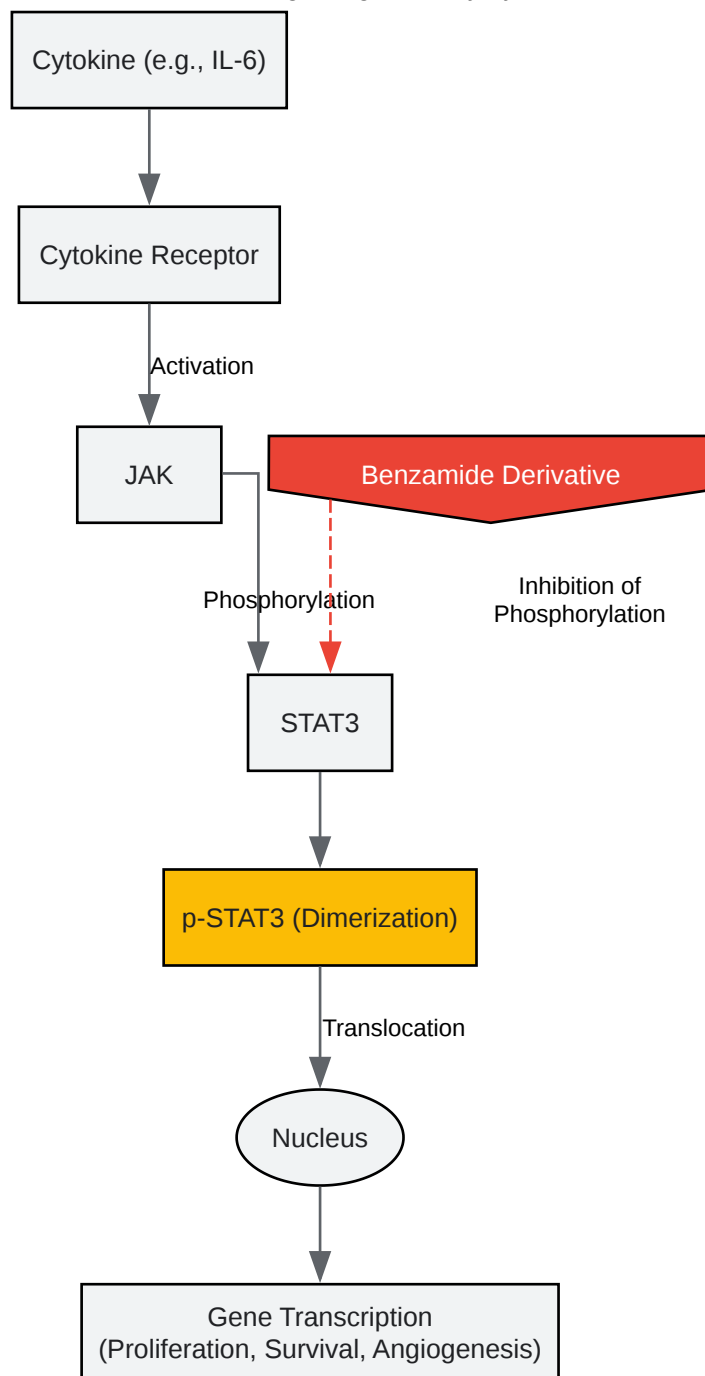 Cytokine (e.g., IL-6)
Cytokine Receptor
Activation
JAK
Benzamide Derivative
Phosphorylation
Inhibition of
Phosphorylation
STAT3
p-STAT3 (Dimerization)
Translocation
Nucleus
Gene Transcription
(Proliferation, Survival, Angiogenesis)